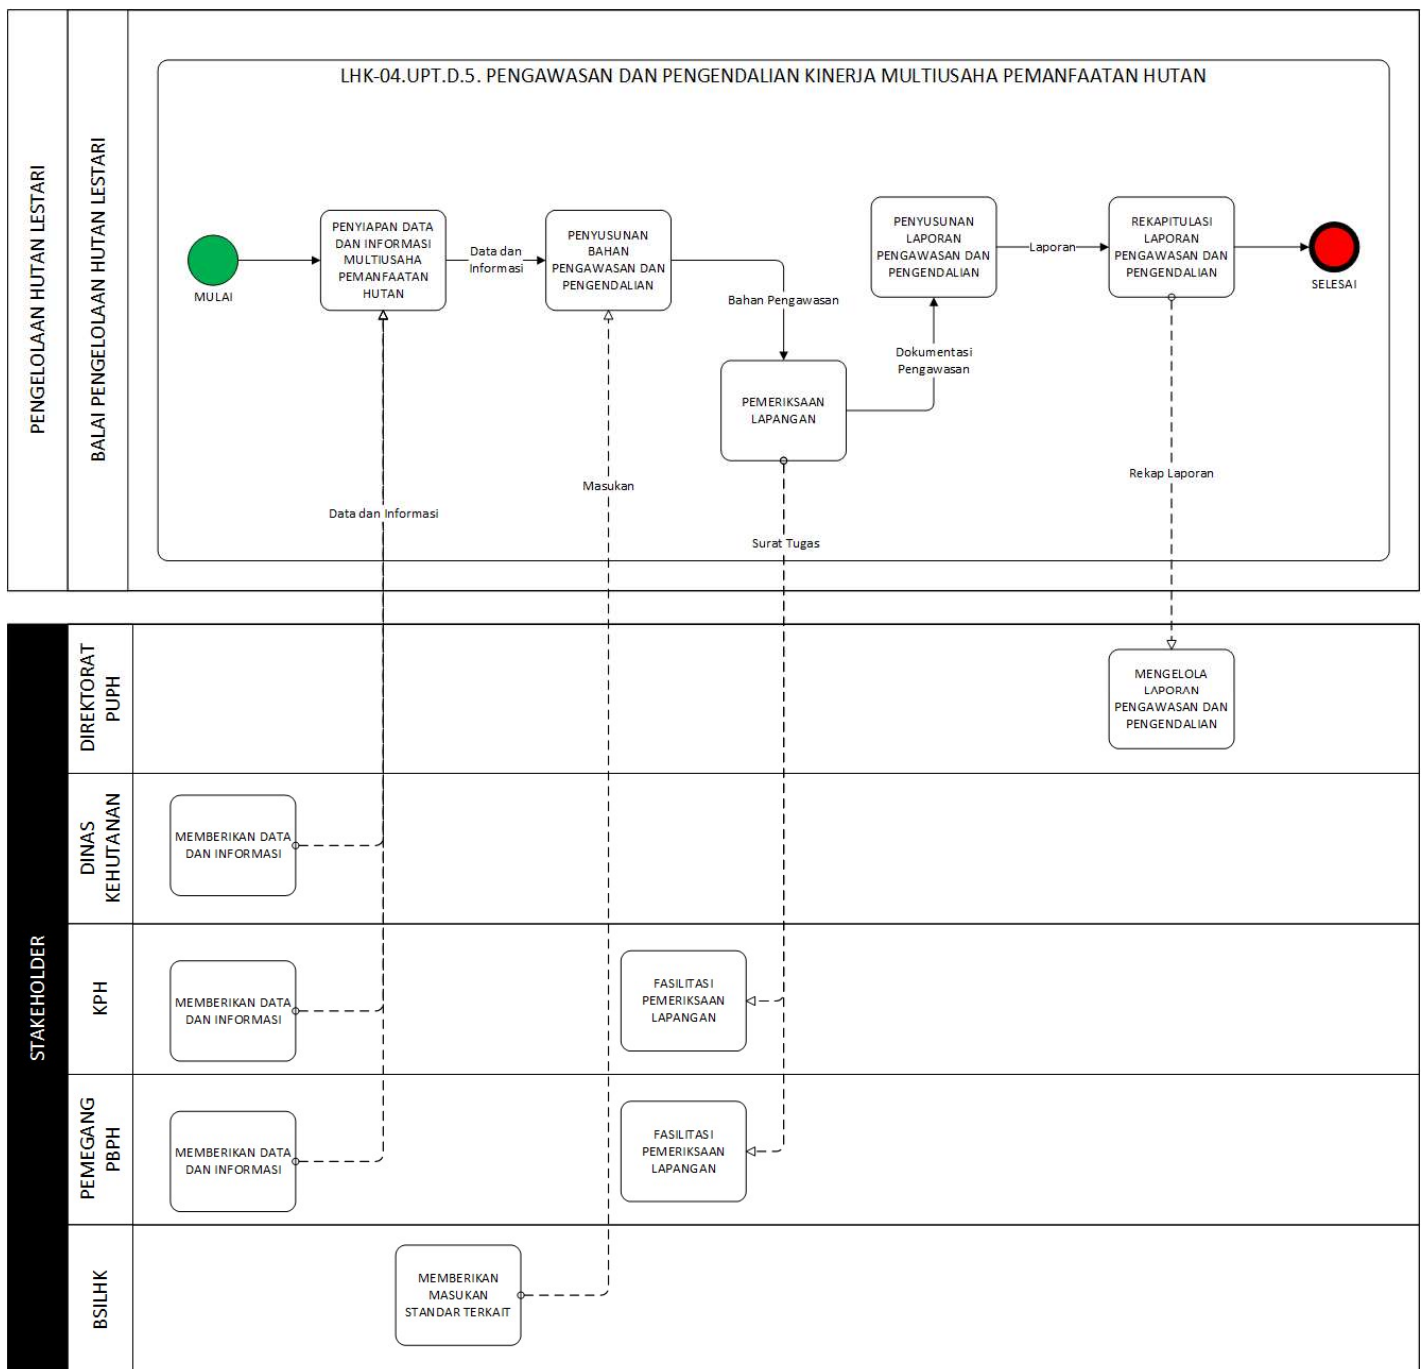 PENGELOLAAN HUTAN LESTARI
BALAI PENGELOLAAN HUTAN LESTARI
LHK-04.UPT.D.5. PENGAWASAN DAN PENGENDALIAN KINERJA MULTIUSAHA PEMANFAATAN HUTAN
MULAI
PENYIAPAN DATA
DAN INFORMASI
MULTIUSAHA
PEMANFAATAN
HUTAN
Data dan
Informasi
PENYUSUNAN
BAHAN
PENGAWASAN DAN
PENGENDALIAN
Bahan Pengawasan
PEMERIKSAAN
LAPANGAN
Dokumentasi
Pengawasan
PENYUSUNAN
LAPORAN
PENGAWASAN DAN
PENGENDALIAN
Laporan
REKAPITULASI
LAPORAN
PENGAWASAN DAN
PENGENDALIAN
SELESAI
Data dan Informasi
Masukan
Surat Tugas
Rekap Laporan
STAKEHOLDER
DIREKTORAT
PUPH
MENGELOLA
LAPORAN
PENGAWASAN DAN
PENGENDALIAN
DINAS
KEHUTANAN
MEMBERIKAN DATA
DAN INFORMASI
KPH
MEMBERIKAN DATA
DAN INFORMASI
FASILITASI
PEMERIKSAAN
LAPANGAN
PEMEGANG
PBPH
MEMBERIKAN DATA
DAN INFORMASI
FASILITASI
PEMERIKSAAN
LAPANGAN
BSILHK
MEMBERIKAN
MASUKAN
STANDAR TERKAIT